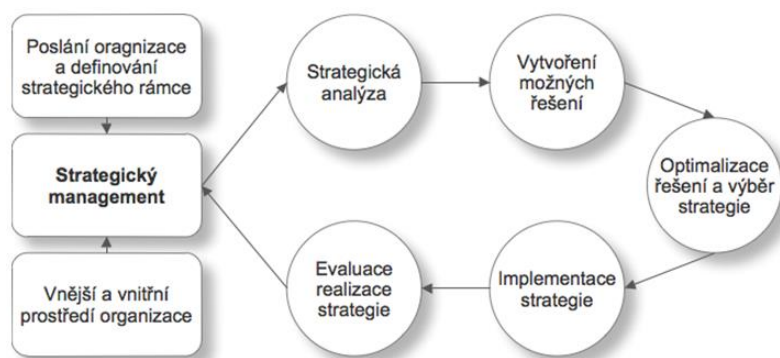 Poslání oragnizace
a definování
strategického rámce
Strategická
analýza
Vytvoření
možných
řešení
Strategický
management
Optimalizace
řešení a výběr
strategie
Vnější a vnitřní
prostředí organizace
Evaluace
realizace
strategie
Implementace
strategie